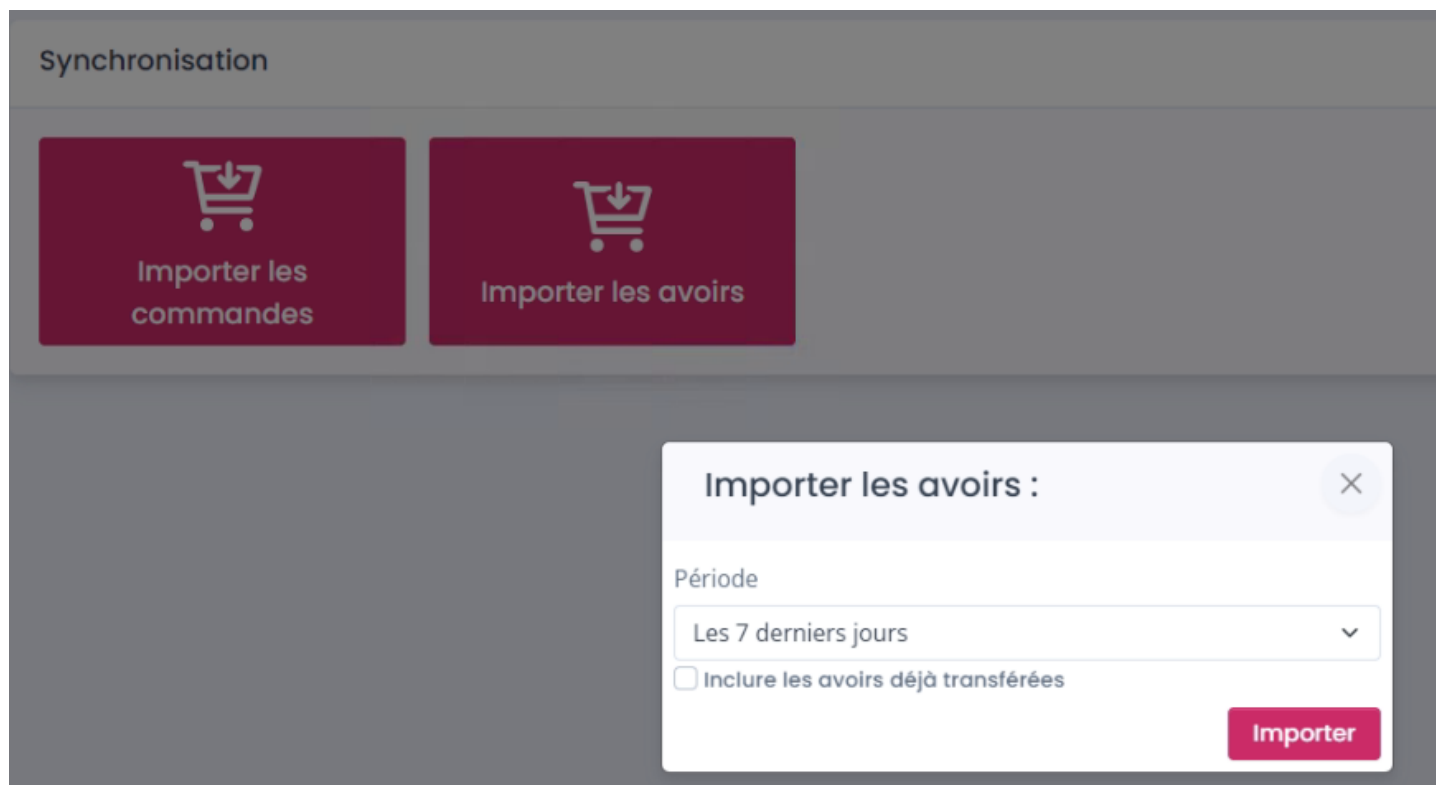 Synchronisation
Importer les
commandes
Importer les avoirs
Importer les avoirs :
Période
Les 7 derniers jours
Inclure les avoirs déjà transférées
Importer